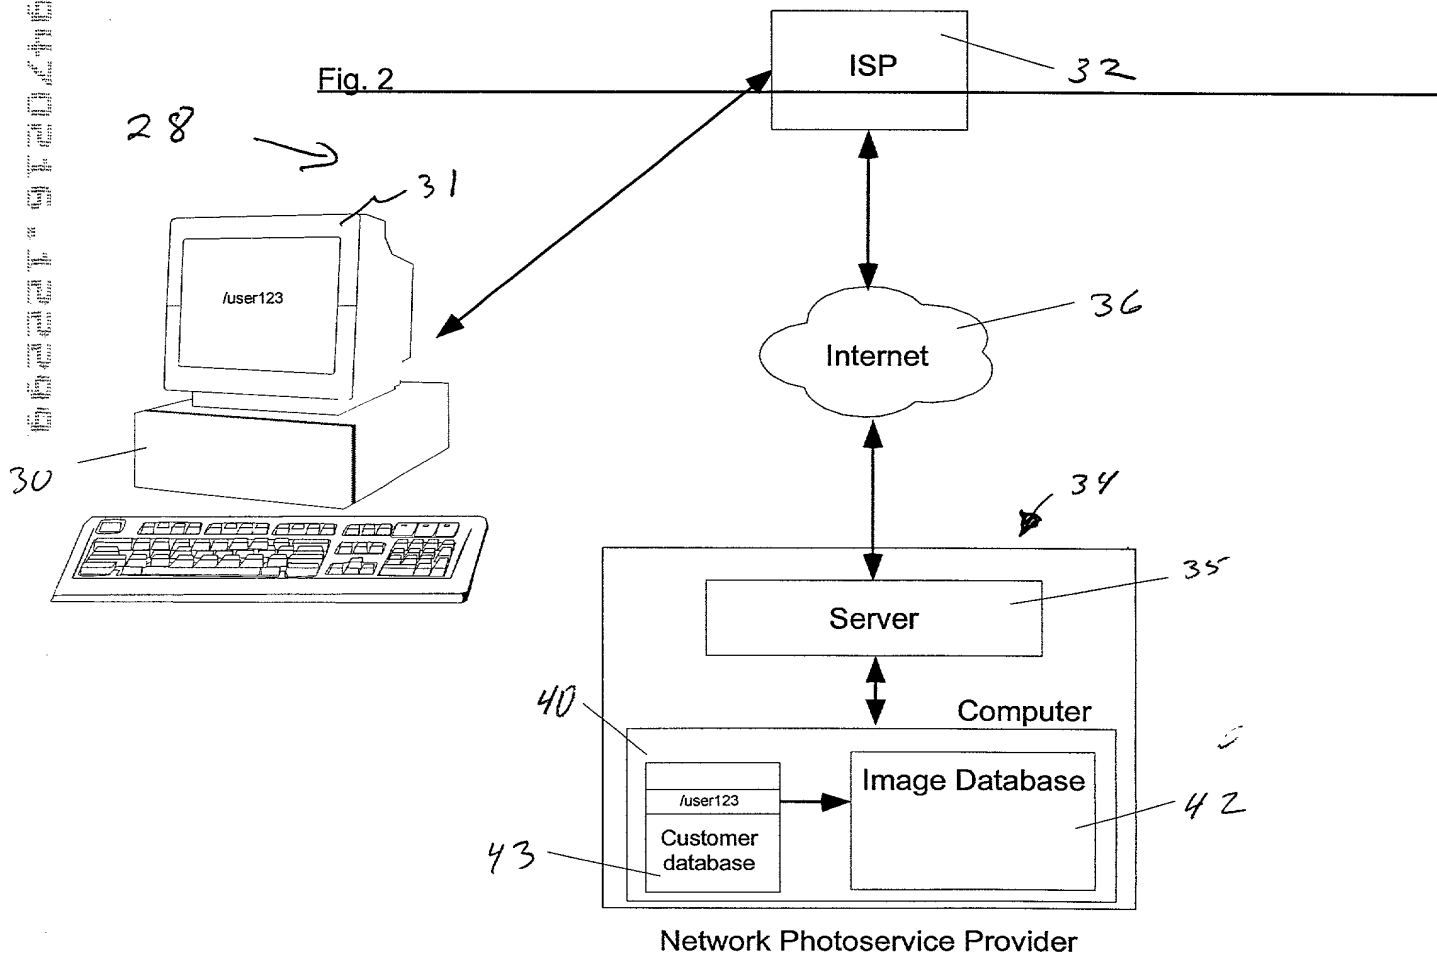 ISP
32
Fig. 2
28
31
/user123
36
Internet
30
34
35
Server
40
Computer
Image Database
/user123
42
Customer
database
43
Network Photoservice Provider